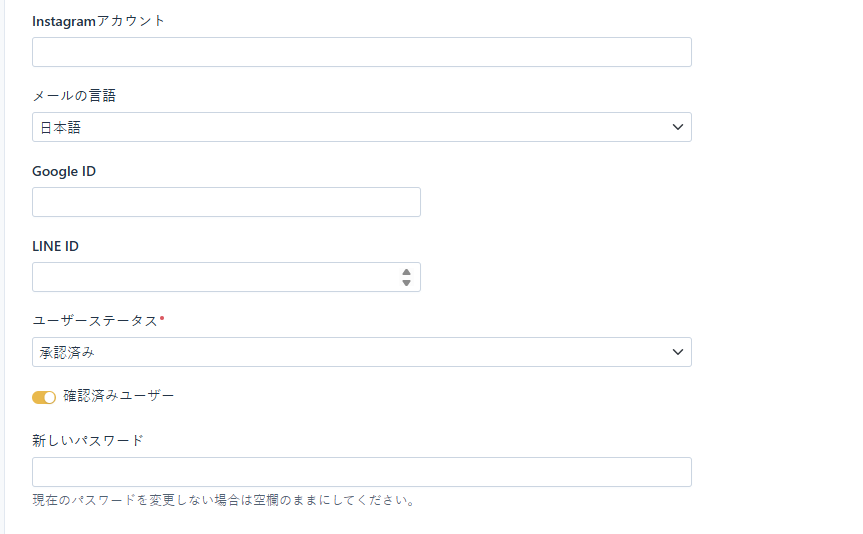 Instagramアカウント
メールの言語
日本語
Google ID
LINE ID
ユーザーステータス*
承認済み
確認済みユーザー
新しいパスワード
現在のパスワードを変更しない場合は空欄のままにしてください。